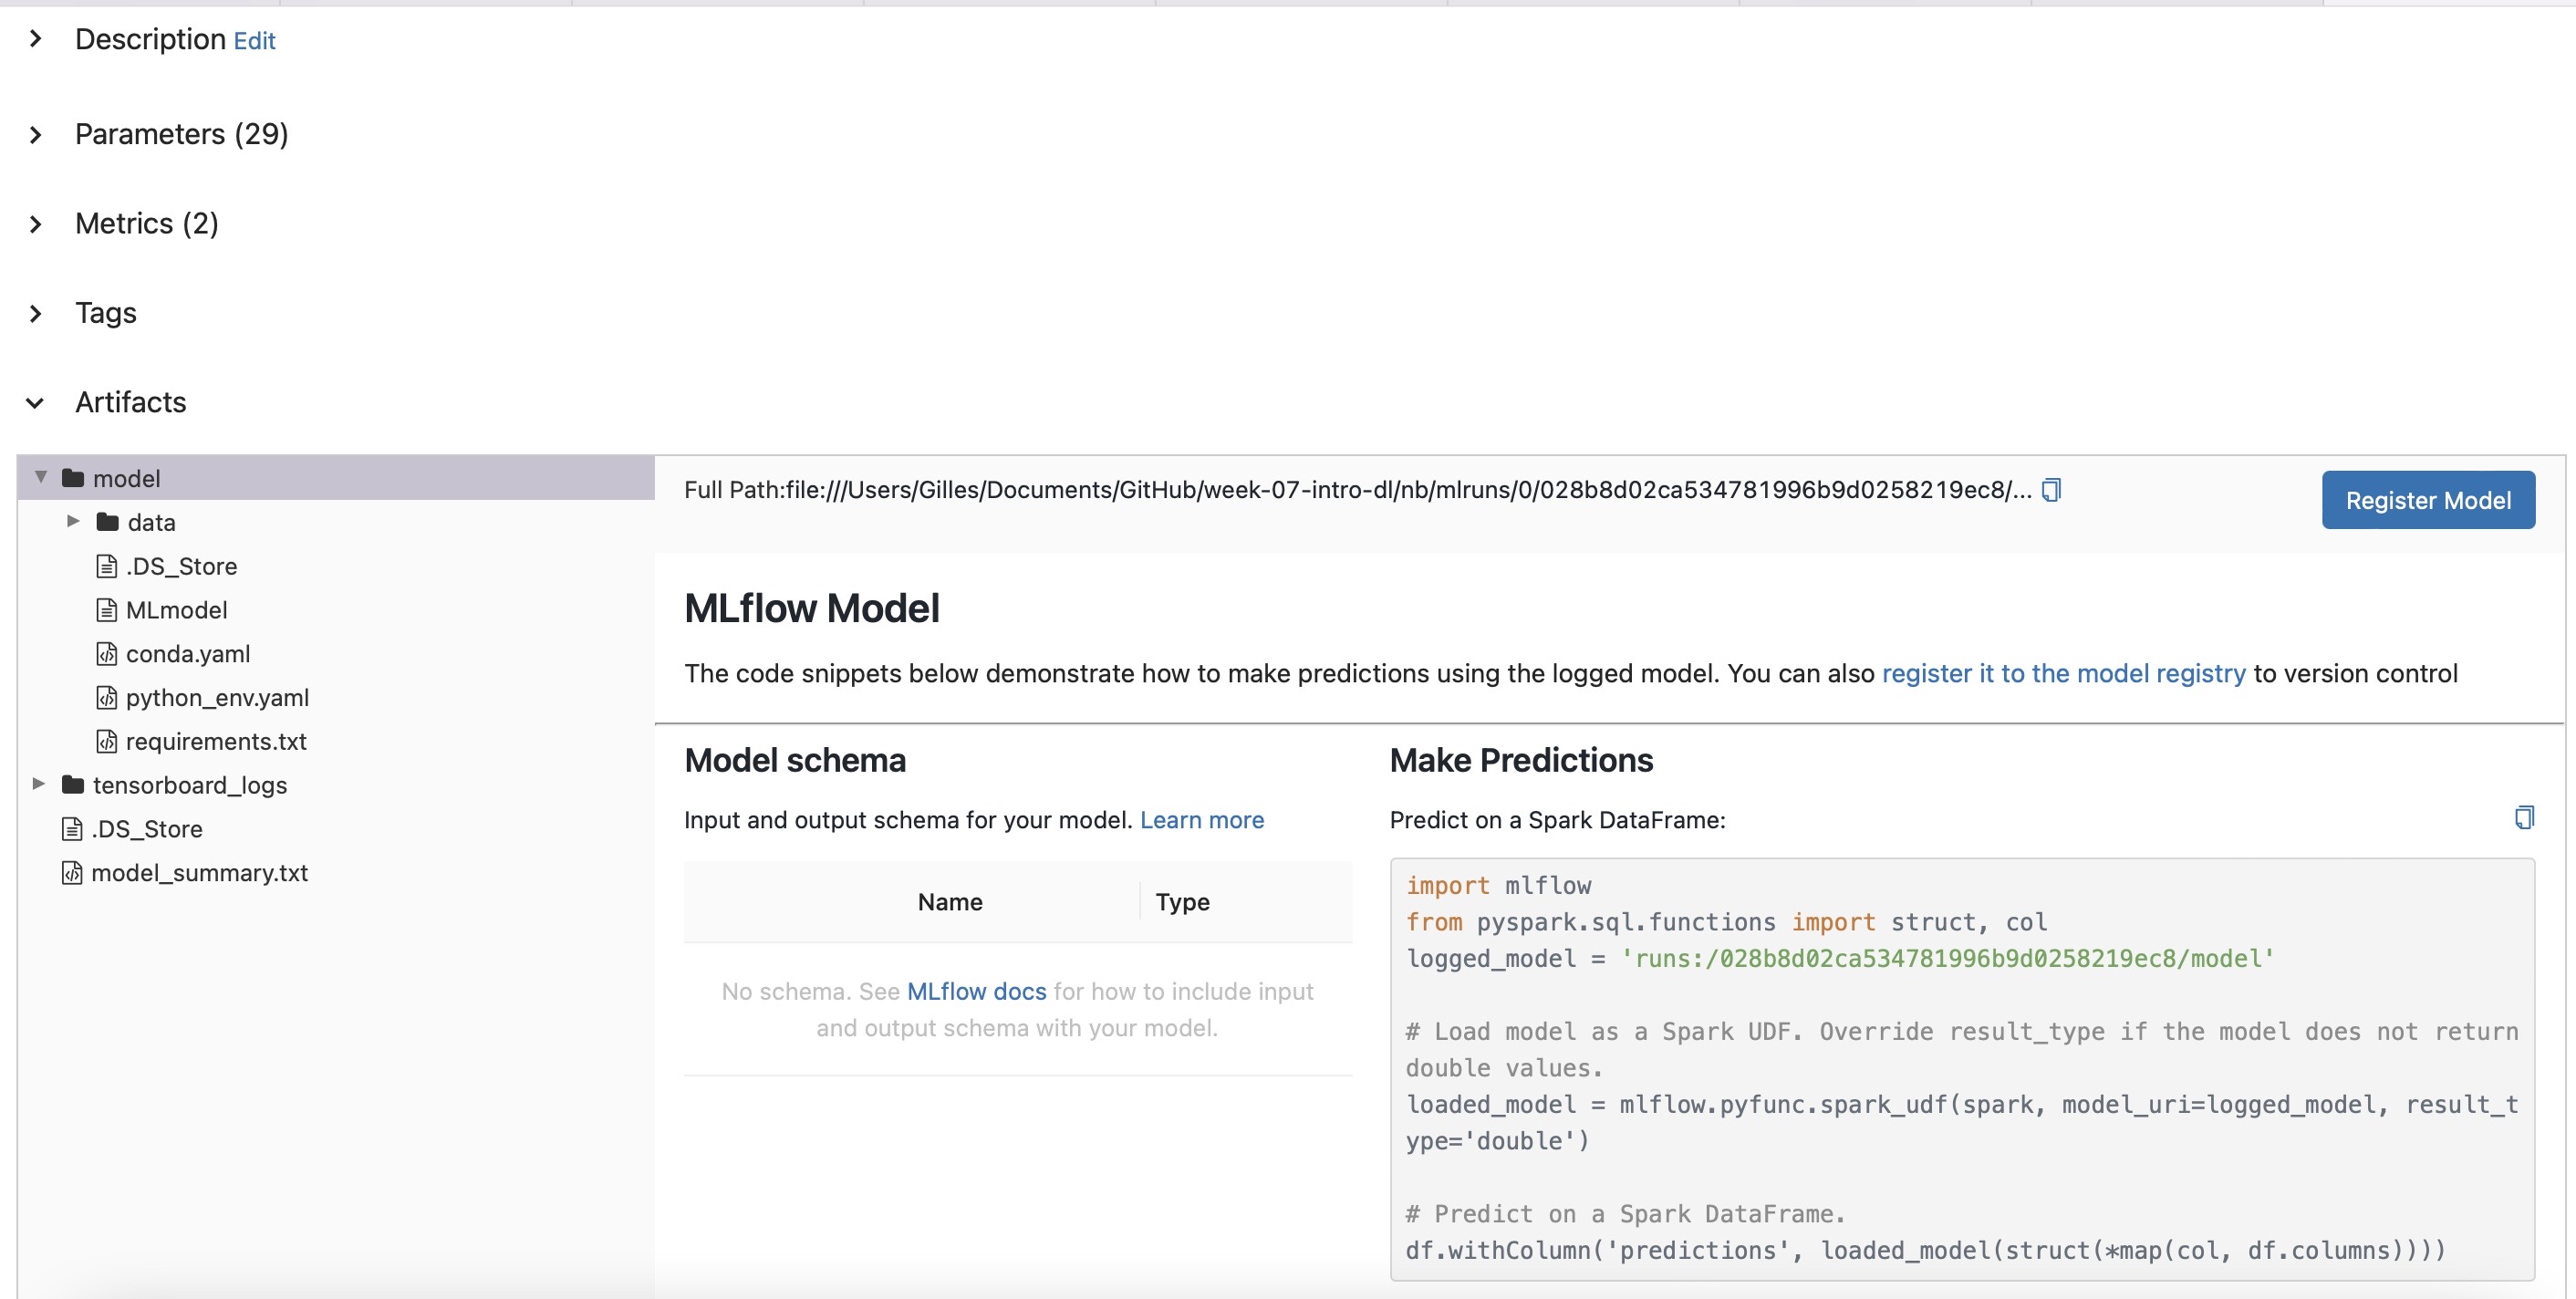 Description Edit
Parameters (29)
Metrics (2)
Tags
Artifacts
model
data
.DS_Store
MLmodel
conda.yaml
python_env.yaml
requirements.txt
tensorboard_logs
.DS_Store
model_summary.txt
Full Path:file:///Users/Gilles/Documents/GitHub/week-07-intro-dl/nb/mlruns/0/028b8d02ca534781996b9d0258219ec8/...
Register Model
MLflow Model
The code snippets below demonstrate how to make predictions using the logged model. You can also register it to the model registry to version control
Model schema
Input and output schema for your model. Learn more
Name Type
No schema. See MLflow docs for how to include input
and output schema with your model.
Make Predictions
Predict on a Spark DataFrame:
import mlflow
from pyspark.sql.functions import struct, col
logged_model = 'runs:/028b8d02ca534781996b9d0258219ec8/model'
# Load model as a Spark UDF. Override result_type if the model does not return
double values.
loaded_model = mlflow.pyfunc.spark_udf(spark, model_uri=logged_model, result_t
ype='double')
# Predict on a Spark DataFrame.
df.withColumn('predictions', loaded_model(struct(*map(col, df.columns))))